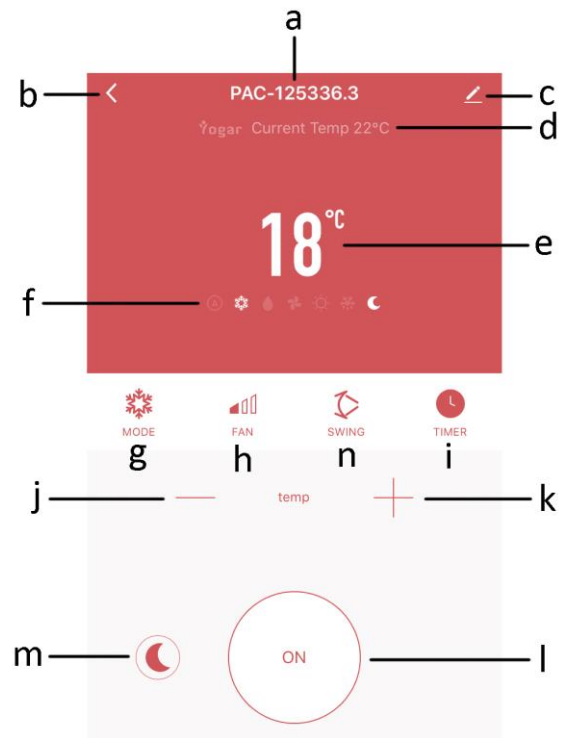 a
b PAC-125336.3 c
Yogar Current Temp 22°C d
18°C e
f A
MODE FAN SWING TIMER
g h n i
j temp k
m ON l